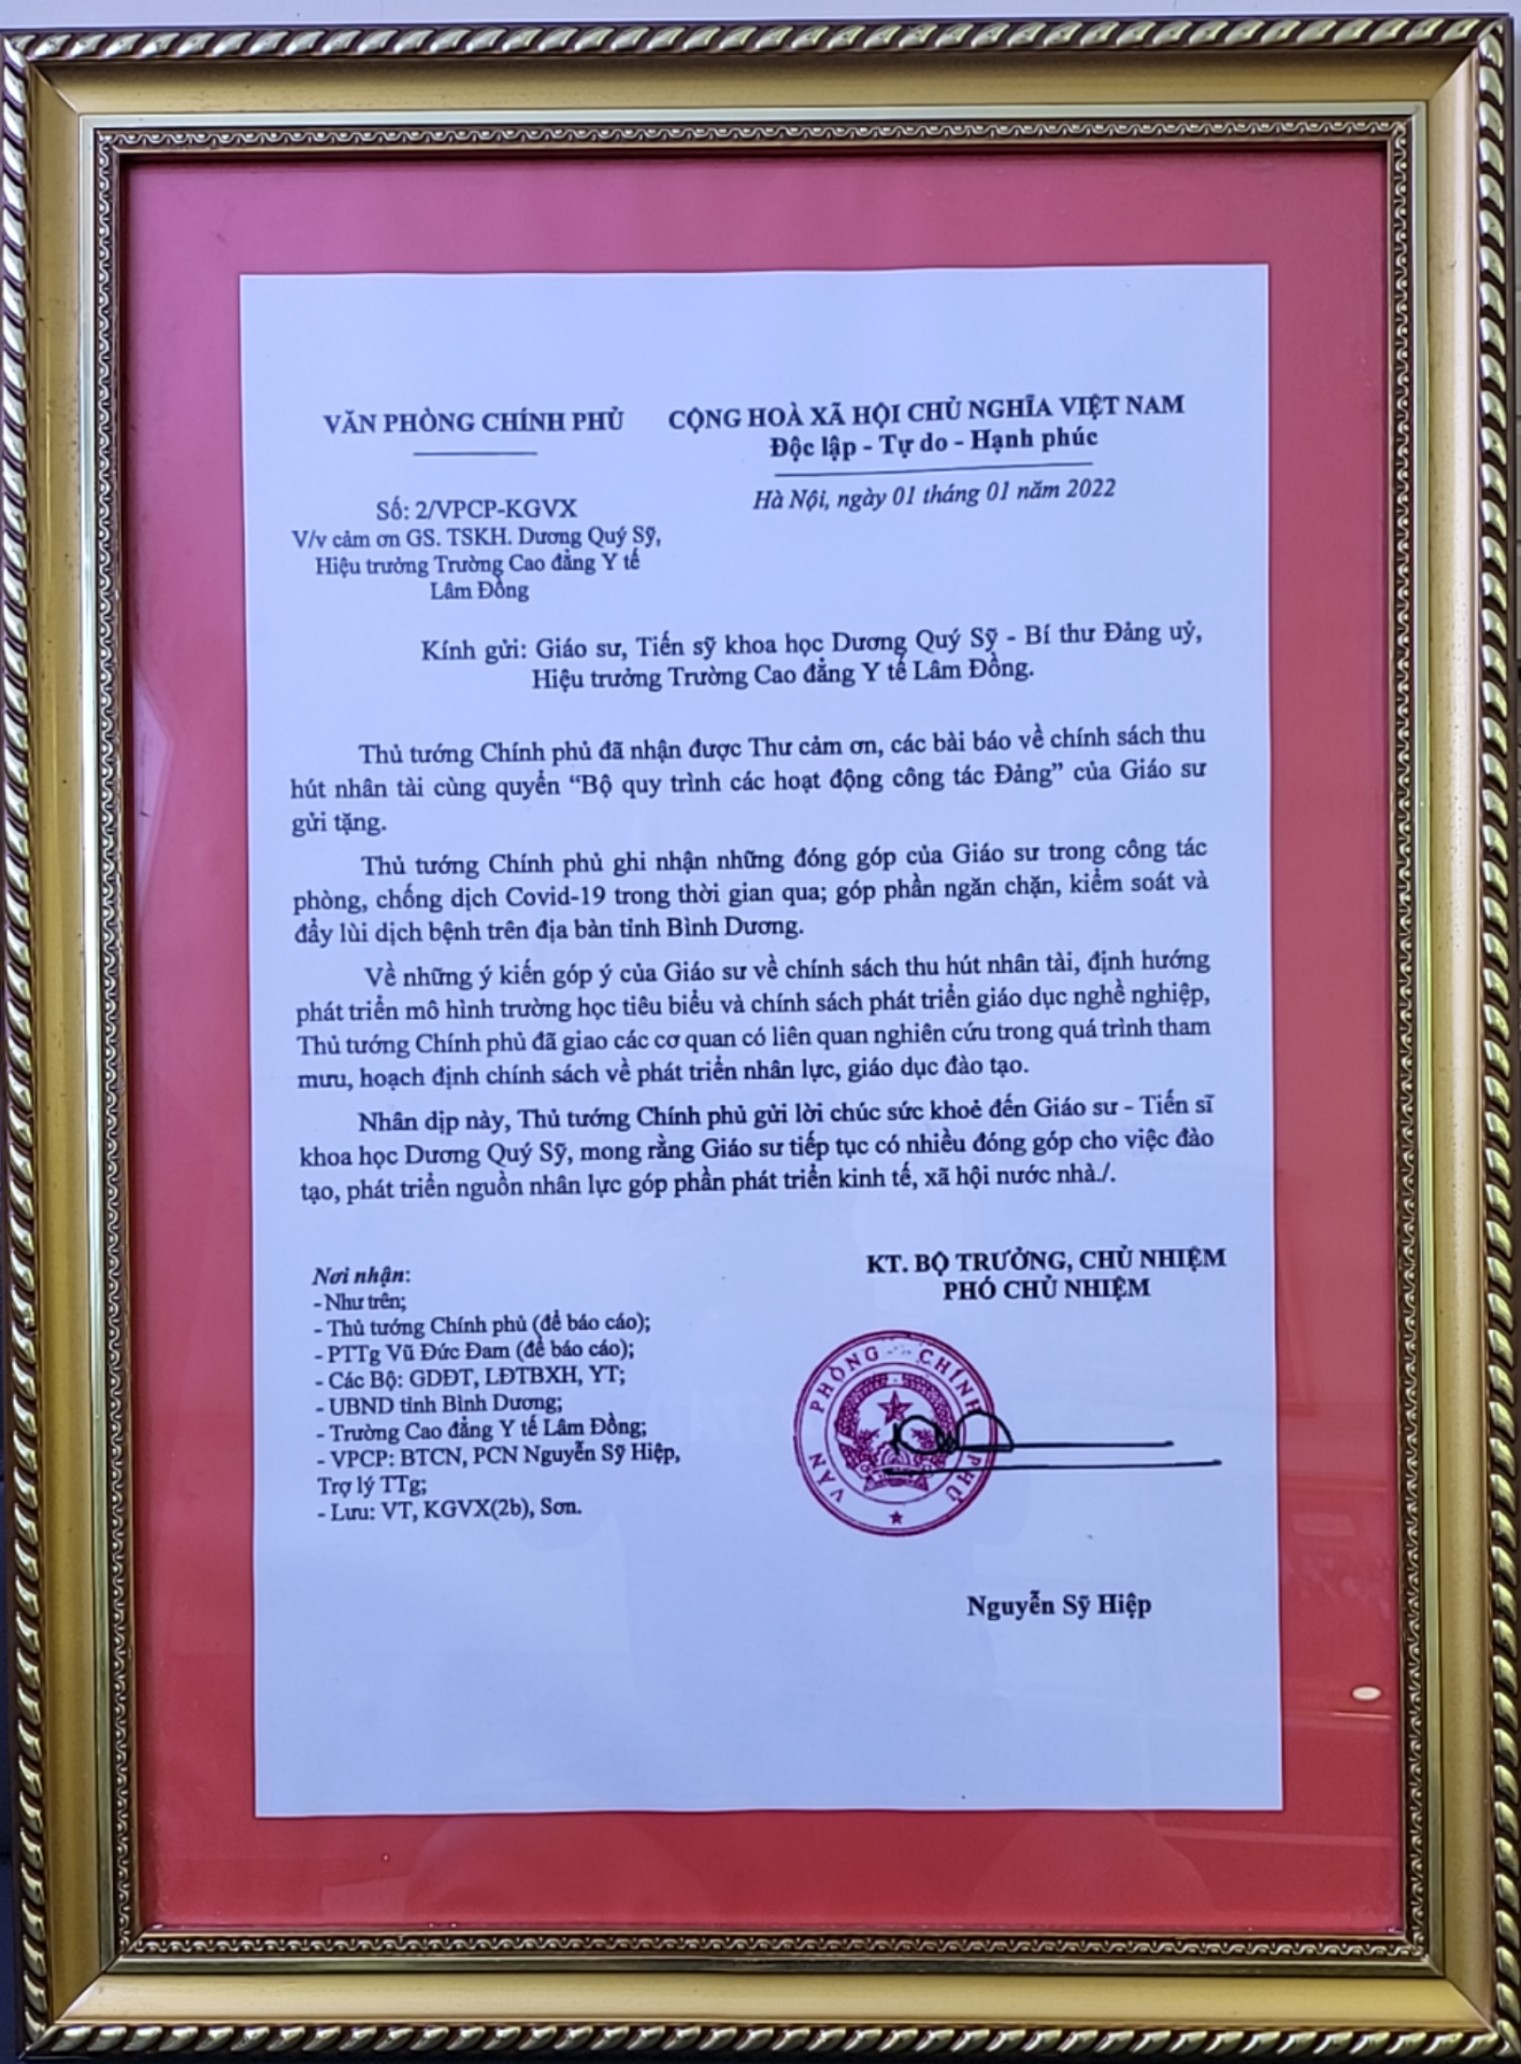 VĂN PHÒNG CHÍNH PHỦ
CỘNG HOÀ XÃ HỘI CHỦ NGHĨA VIỆT NAM
Độc lập - Tự do - Hạnh phúc
Số: 2/VPCP-KGVX
V/v cảm ơn GS. TSKH. Dương Quý Sỹ,
Hiệu trưởng Trường Cao đẳng Y tế
Lâm Đồng
Hà Nội, ngày 01 tháng 01 năm 2022
Kính gửi: Giáo sư, Tiến sỹ khoa học Dương Quý Sỹ - Bí thư Đảng uỷ,
Hiệu trưởng Trường Cao đẳng Y tế Lâm Đồng.
Thủ tướng Chính phủ đã nhận được Thư cảm ơn, các bài báo về chính sách thu
hút nhân tài cùng quyển “Bộ quy trình các hoạt động công tác Đảng” của Giáo sư
gửi tặng.
Thủ tướng Chính phủ ghi nhận những đóng góp của Giáo sư trong công tác
phòng, chống dịch Covid-19 trong thời gian qua; góp phần ngăn chặn, kiểm soát và
đẩy lùi dịch bệnh trên địa bàn tỉnh Bình Dương.
Về những ý kiến góp ý của Giáo sư về chính sách thu hút nhân tài, định hướng
phát triển mô hình trường học tiêu biểu và chính sách phát triển giáo dục nghề nghiệp,
Thủ tướng Chính phủ đã giao các cơ quan có liên quan nghiên cứu trong quá trình tham
mưu, hoạch định chính sách về phát triển nhân lực, giáo dục đào tạo.
Nhân dịp này, Thủ tướng Chính phủ gửi lời chúc sức khoẻ đến Giáo sư - Tiến sĩ
khoa học Dương Quý Sỹ, mong rằng Giáo sư tiếp tục có nhiều đóng góp cho việc đào
tạo, phát triển nguồn nhân lực góp phần phát triển kinh tế, xã hội nước nhà./.
Nơi nhận:
- Như trên;
- Thủ tướng Chính phủ (để báo cáo);
- PTTg Vũ Đức Đam (để báo cáo);
- Các Bộ: GDĐT, LĐTBXH, YT;
- UBND tỉnh Bình Dương;
- Trường Cao đẳng Y tế Lâm Đồng;
- VPCP: BTCN, PCN Nguyễn Sỹ Hiệp,
Trợ lý TTg;
- Lưu: VT, KGVX(2b), Sơn.
KT. BỘ TRƯỞNG, CHỦ NHIỆM
PHÓ CHỦ NHIỆM
VĂN PHÒNG CHÍNH PHỦ
Nguyễn Sỹ Hiệp